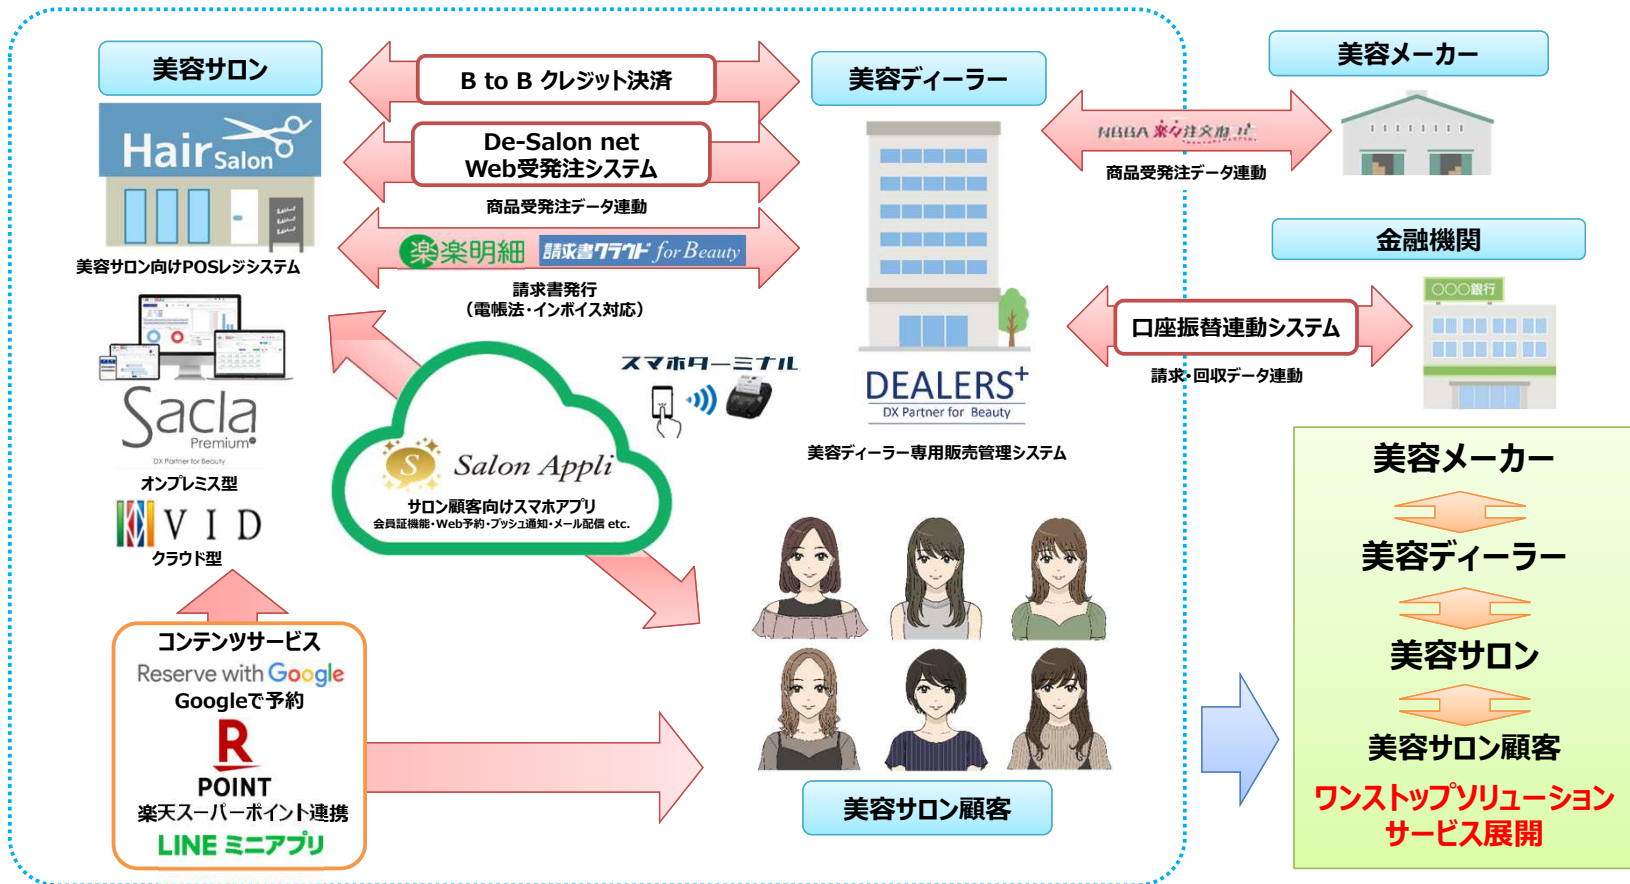 美容サロン
Hair Salon
美容サロン向けPOSレジシステム
Sacla
Premium
DX Partner for Beauty
オンプレミス型
VID
クラウド型
コンテンツサービス
Reserve with Google
Googleで予約
R
POINT
楽天スーパーポイント連携
LINE ミニアプリ
B to B クレジット決済
De-Salon net
Web受発注システム
商品受発注データ連動
楽楽明細 請求書クラウド for Beauty
請求書発行
（電帳法・インボイス対応）
スマホターミナル
S Salon Appli
サロン顧客向けスマホアプリ
会員証機能・Web予約・プッシュ通知・メール配信 etc.
美容ディーラー
DEALERS+
DX Partner for Beauty
美容ディーラー専用販売管理システム
美容サロン顧客
美容メーカー
NBBA 楽々注文ねっと
商品受発注データ連動
金融機関
〇〇〇銀行
口座振替連動システム
請求・回収データ連動
美容メーカー
美容ディーラー
美容サロン
美容サロン顧客
ワンストップソリューション
サービス展開